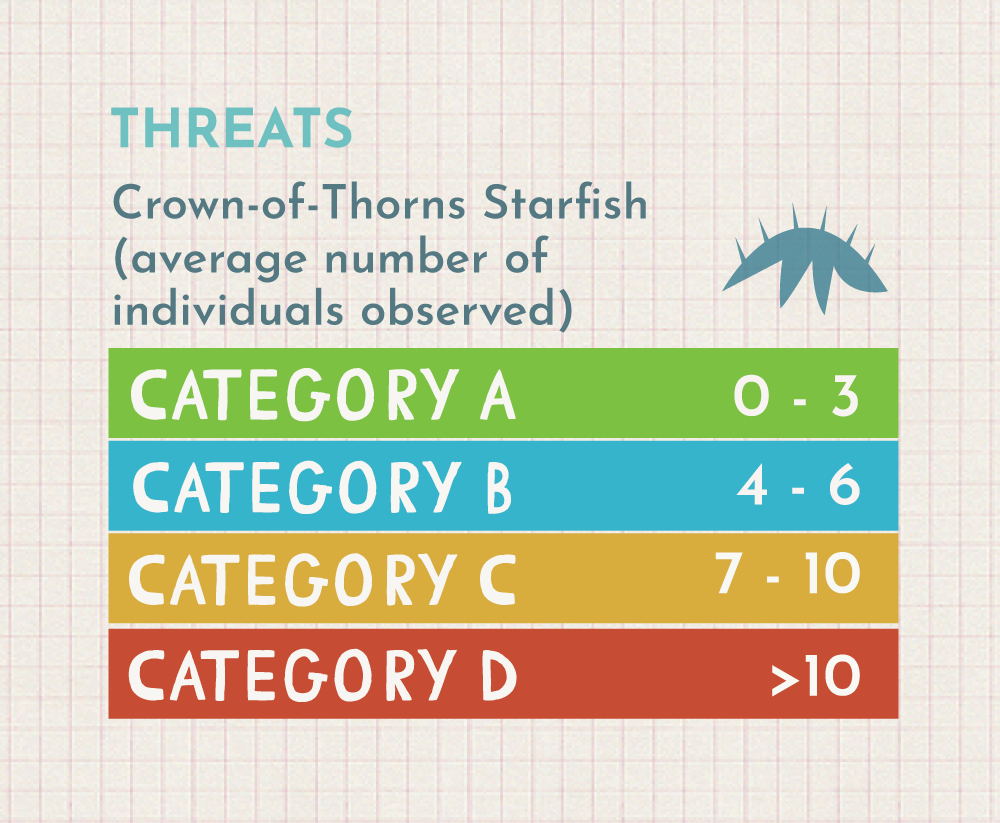 THREATS
Crown-of-Thorns Starfish
(average number of
individuals observed)
CATEGORY A 0 - 3
CATEGORY B 4 - 6
CATEGORY C 7 - 10
CATEGORY D >10